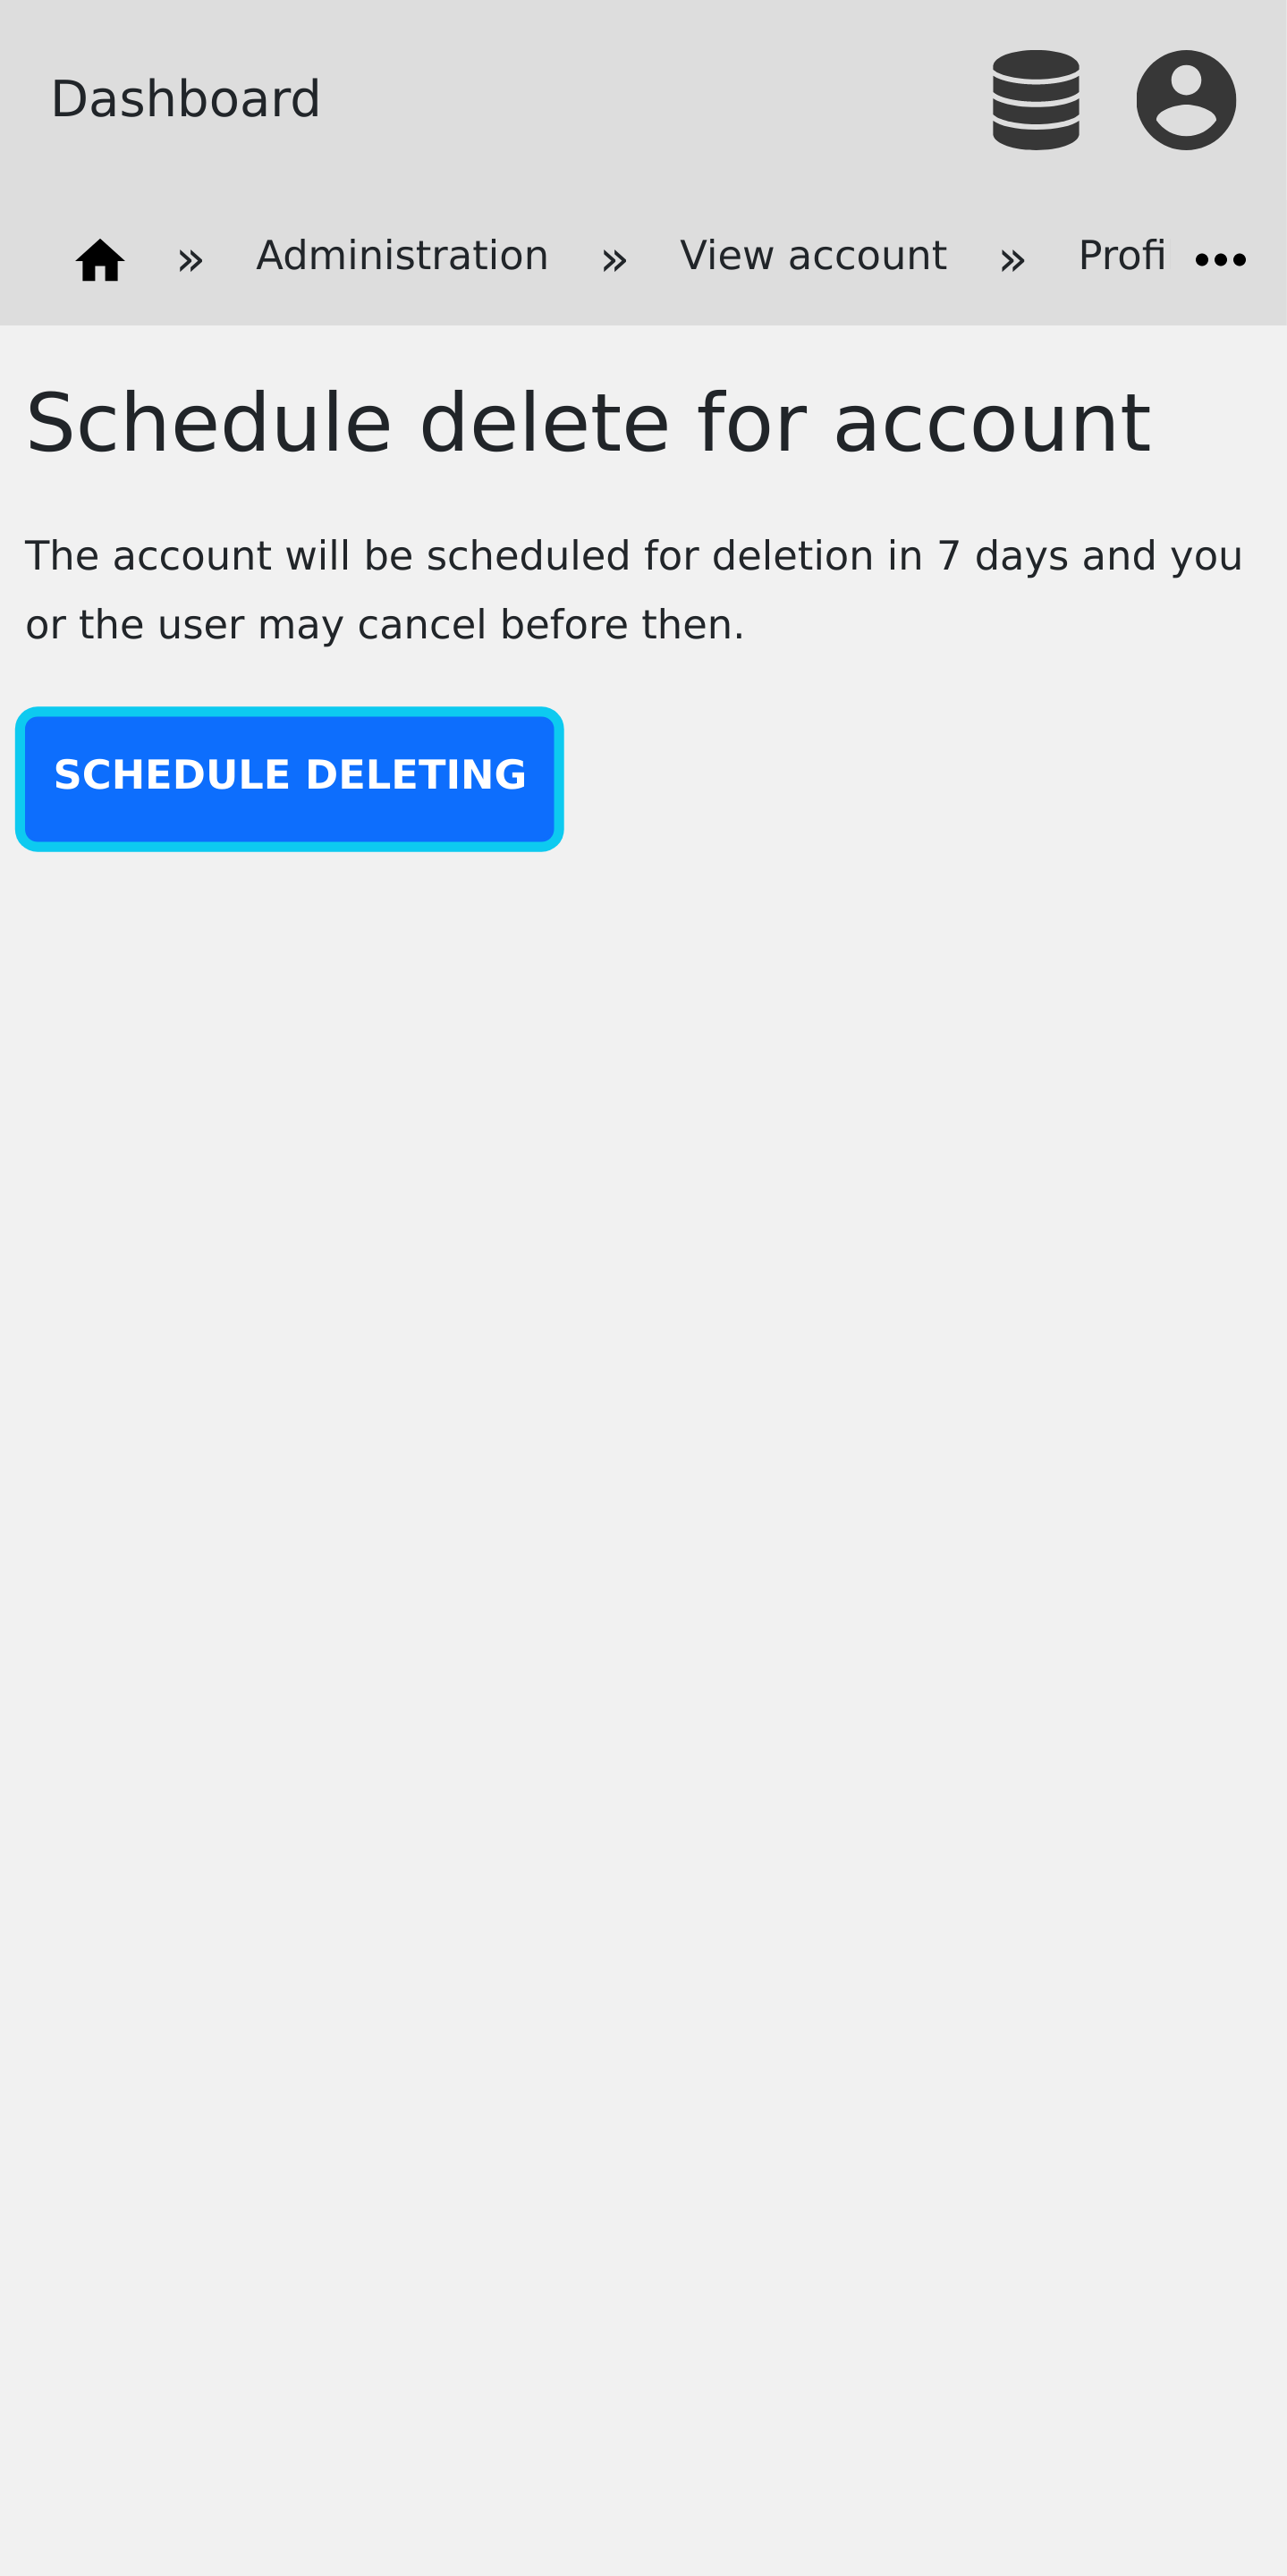 Dashboard
» Administration » View account » Profi •••
Schedule delete for account
The account will be scheduled for deletion in 7 days and you
or the user may cancel before then.
SCHEDULE DELETING